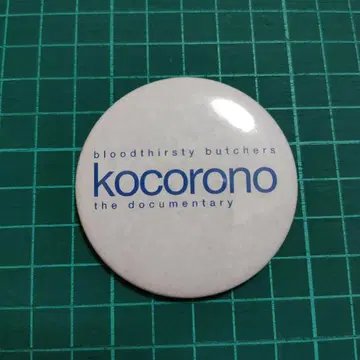 bloodthirsty butchers
kocorono
the documentary